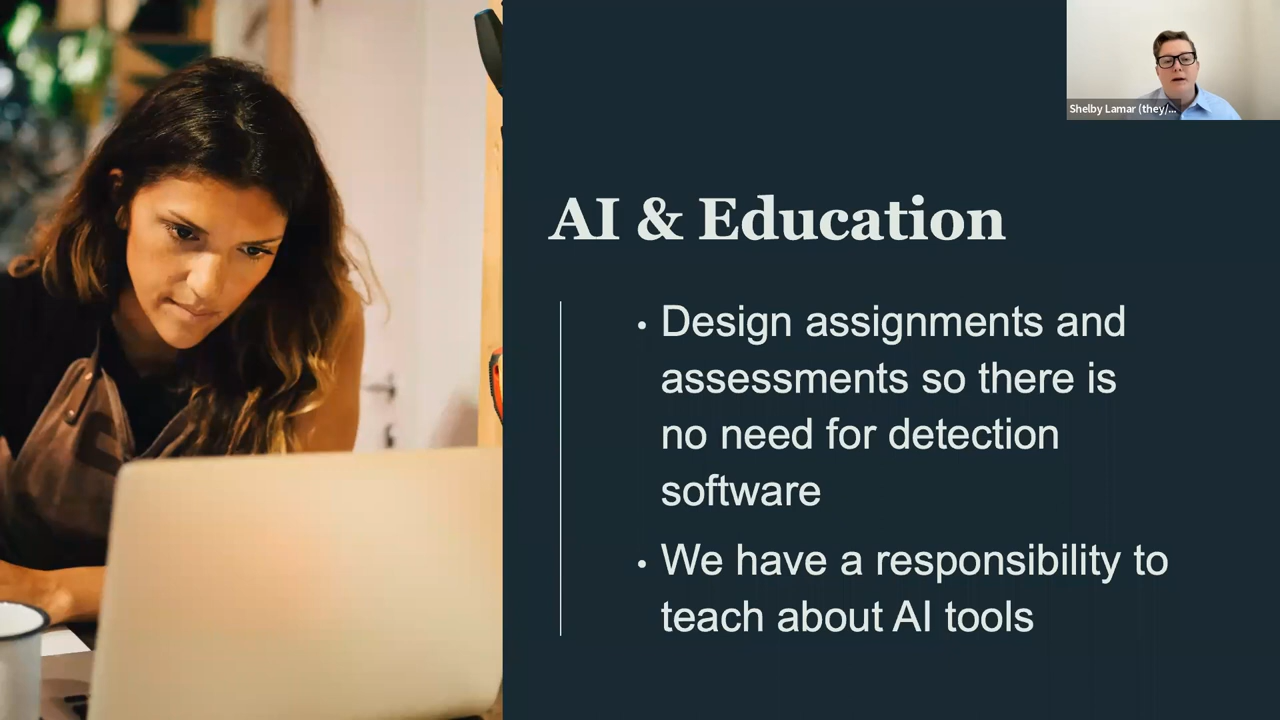 Shelby Lamar (they/...
AI & Education
• Design assignments and
assessments so there is
no need for detection
software
• We have a responsibility to
teach about AI tools